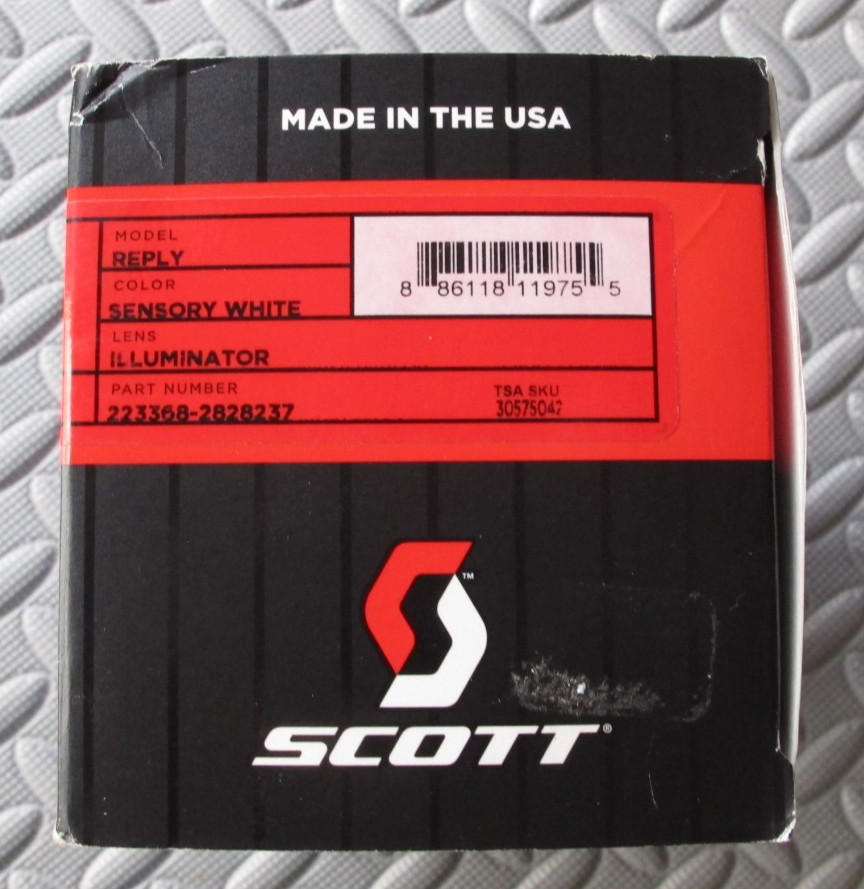 MADE IN THE USA
MODEL
REPLY
COLOR
SENSORY WHITE
8 86118 11975 5
LENS
ILLUMINATOR
PART NUMBER
223368-2828237
TSA SKU
30575047
TM
SCOTT®